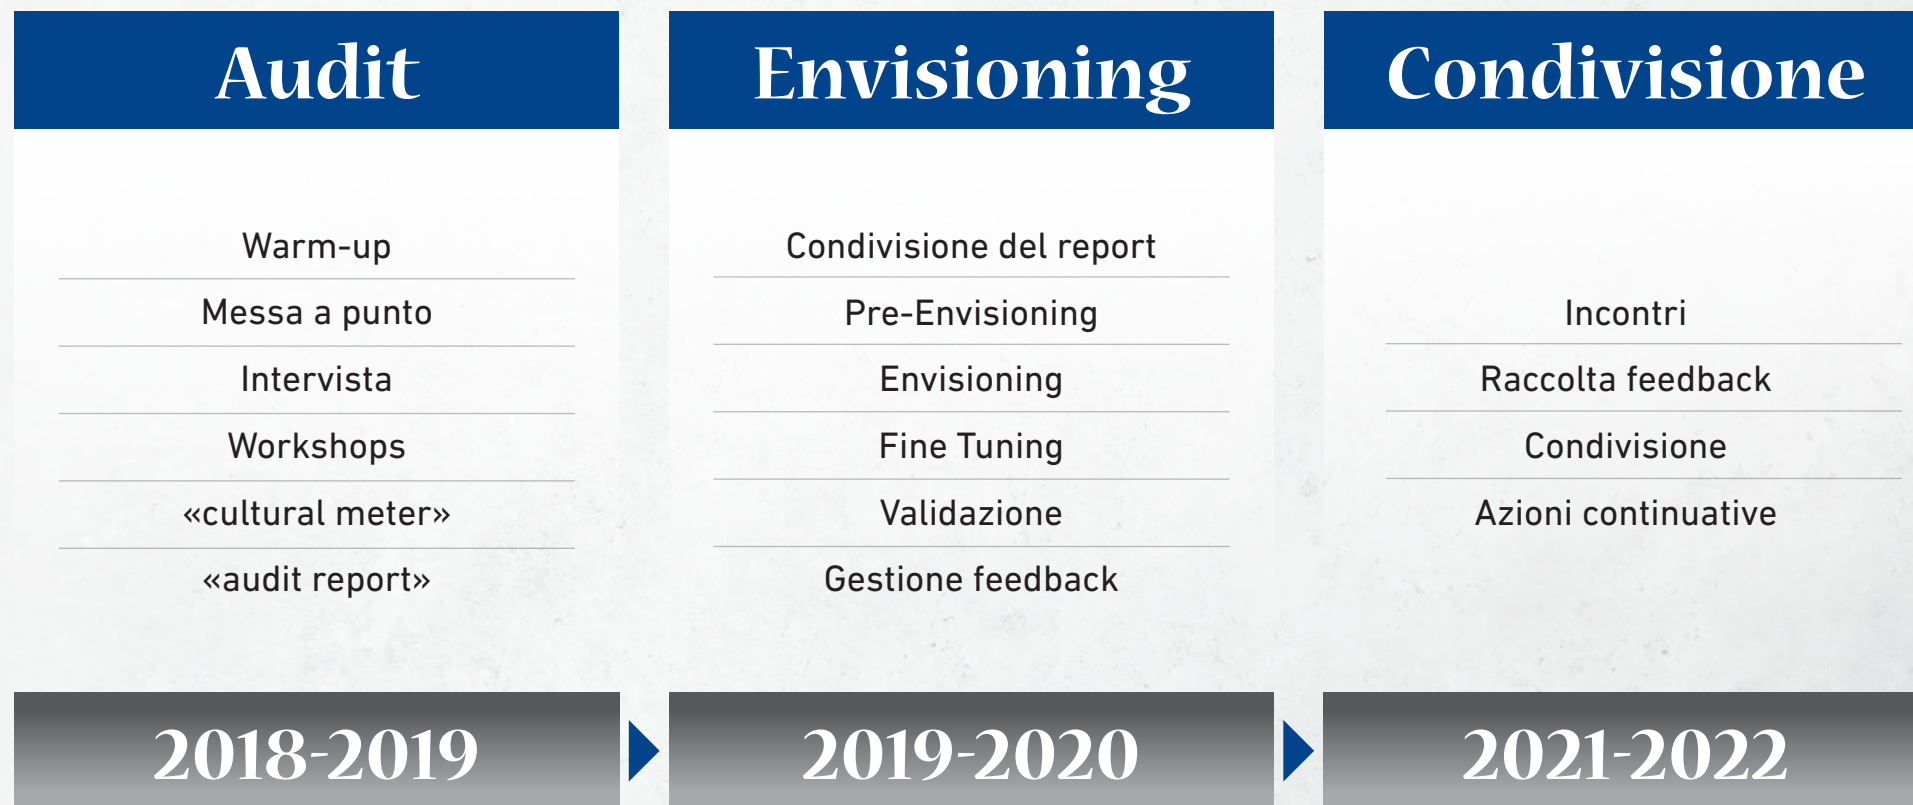 Audit
Warm-up
Messa a punto
Intervista
Workshops
«cultural meter»
«audit report»
2018-2019
Envisioning
Condivisione del report
Pre-Envisioning
Envisioning
Fine Tuning
Validazione
Gestione feedback
2019-2020
Condivisione
Incontri
Raccolta feedback
Condivisione
Azioni continuative
2021-2022